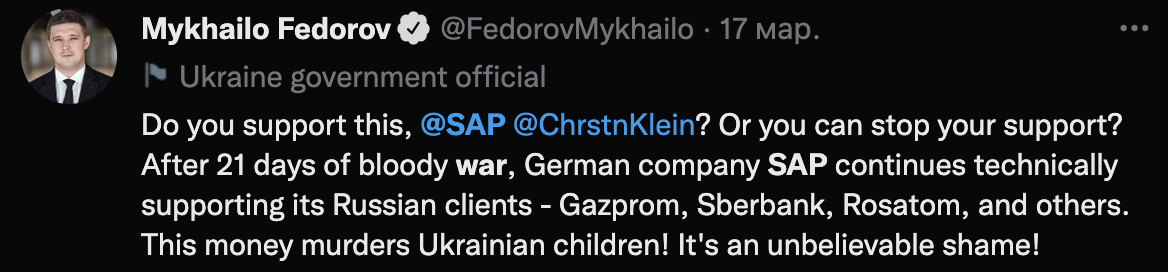 Mykhailo Fedorov @FedorovMykhailo · 17 мар.
Ukraine government official
Do you support this, @SAP @ChrstnKlein? Or you can stop your support?
After 21 days of bloody war, German company SAP continues technically
supporting its Russian clients - Gazprom, Sberbank, Rosatom, and others.
This money murders Ukrainian children! It's an unbelievable shame!